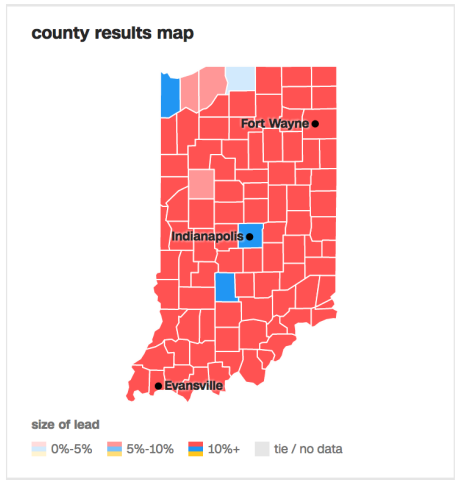 county results map
Fort Wayne
Indianapolis
Evansville
size of lead
0%-5% 5%-10% 10%+ tie / no data